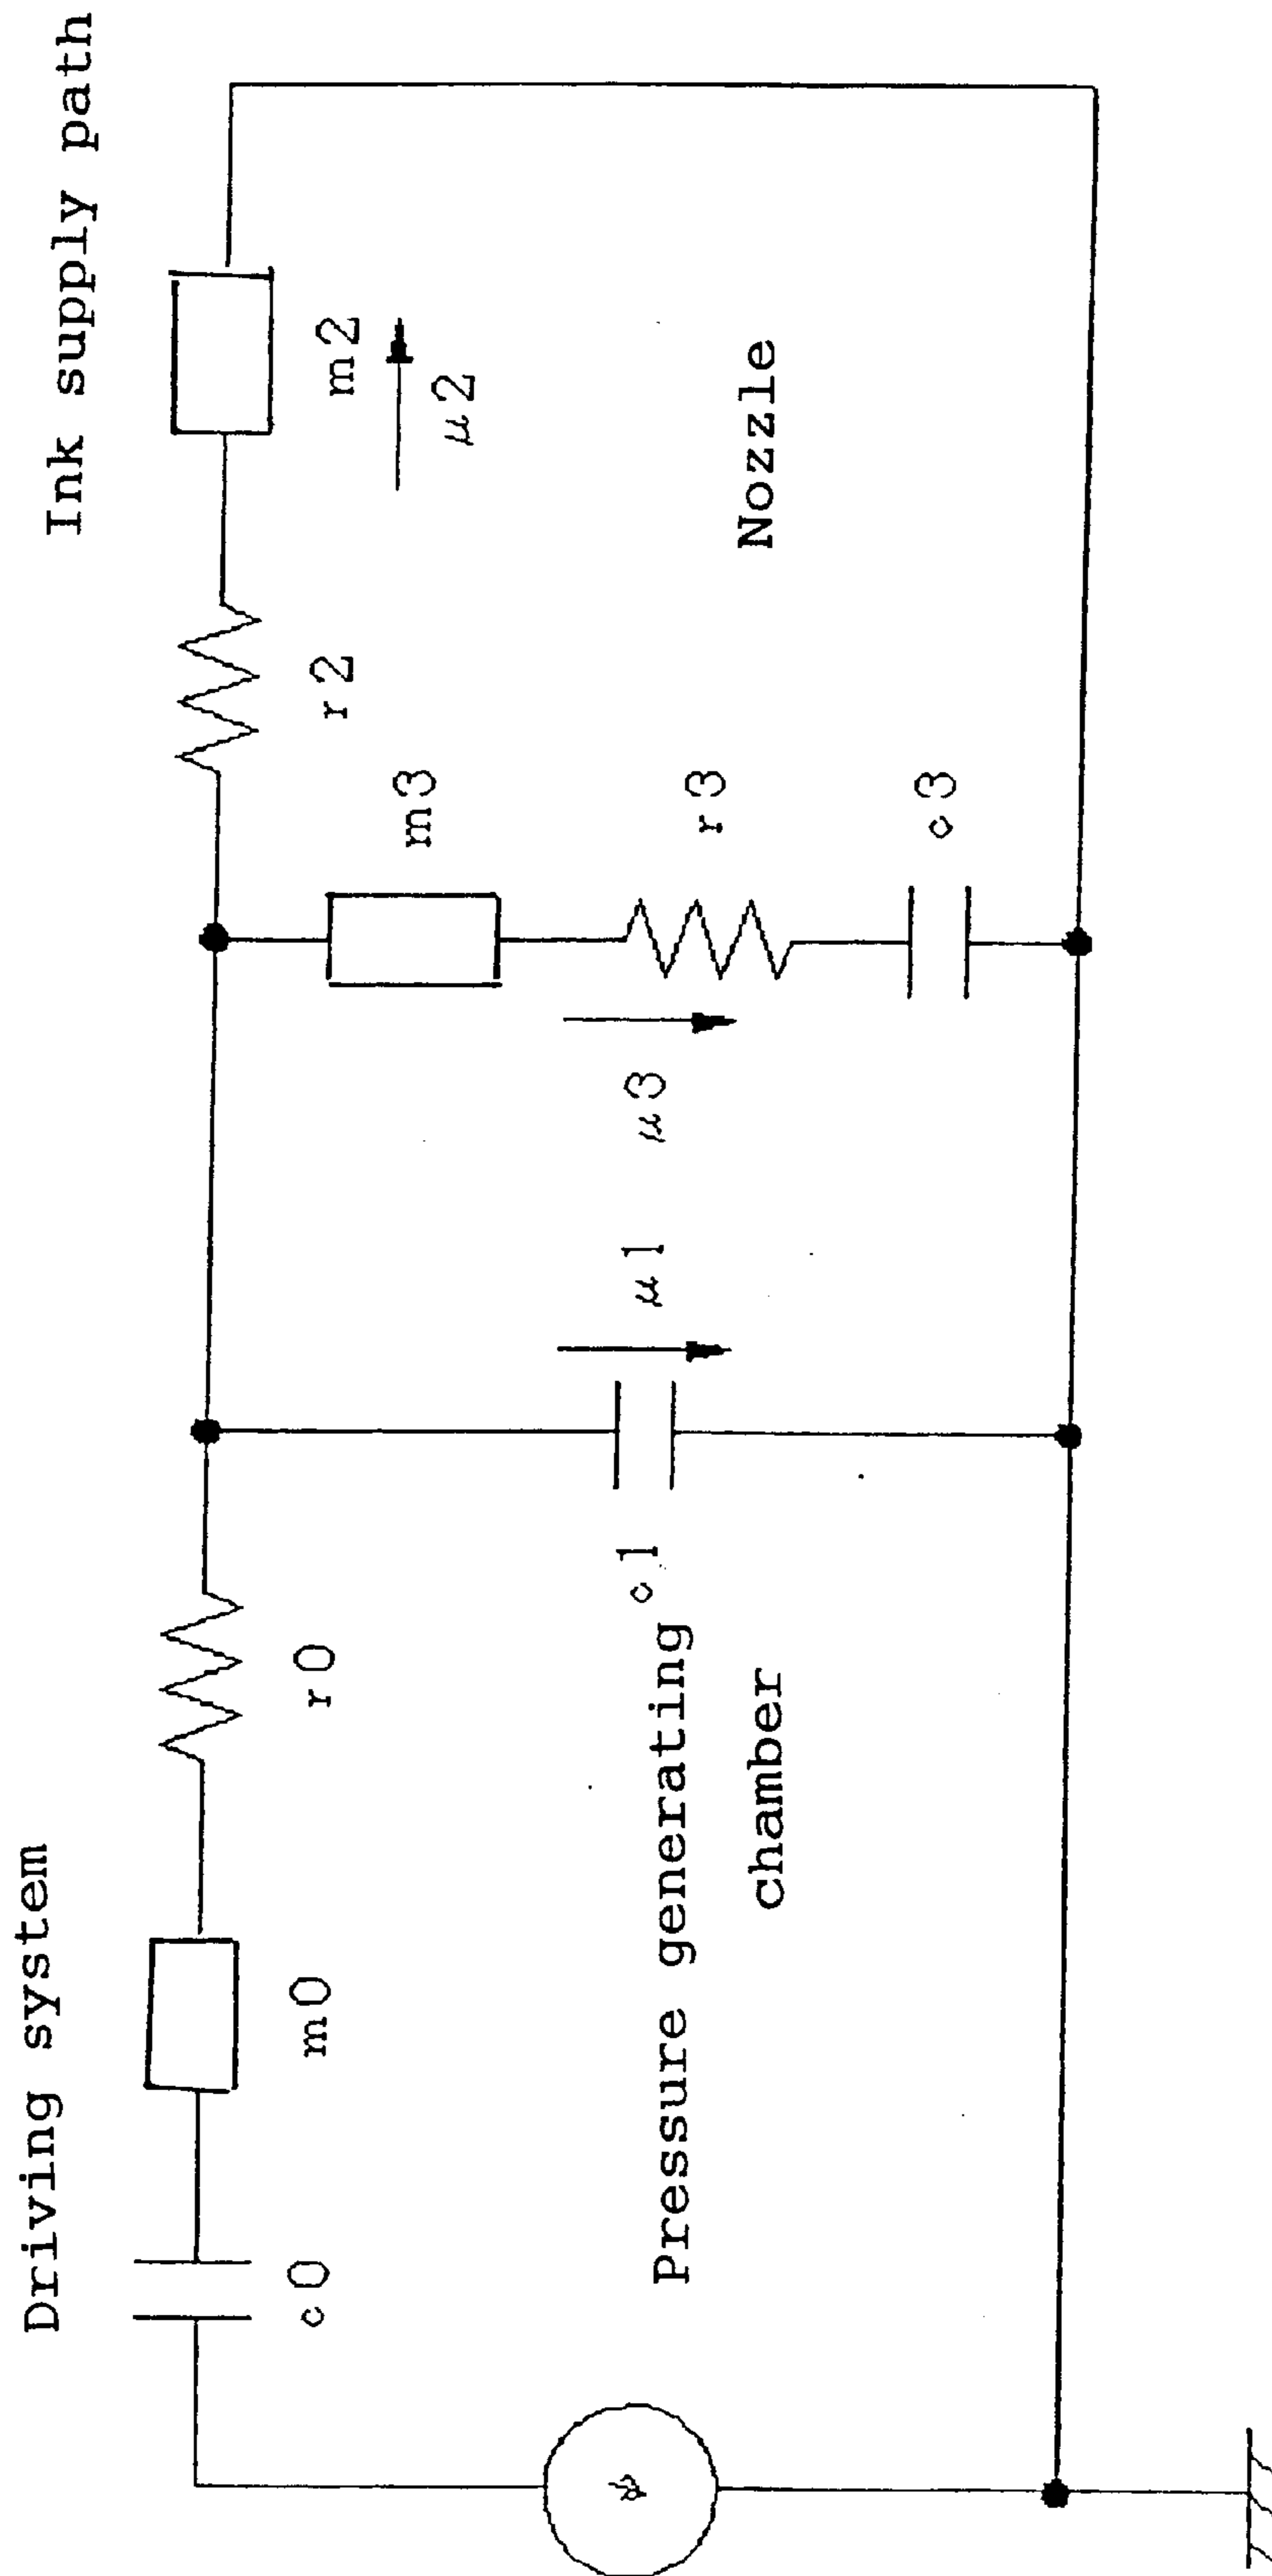 Driving system
Ink supply path
c0
m0
r0
r2
m2
μ2
m3
r3
c3
μ3
μ1
c1
Pressure generating
chamber
Nozzle